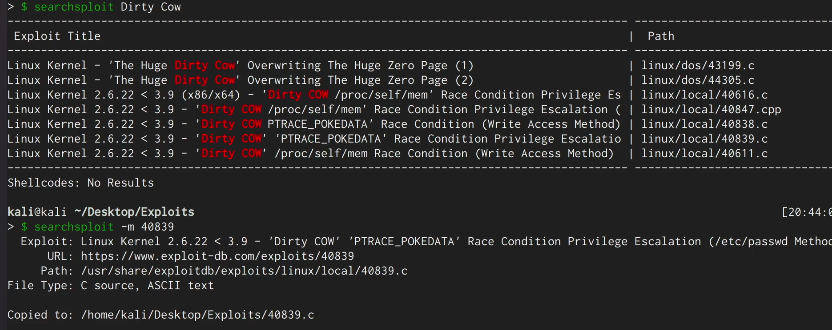 > $ searchsploit Dirty Cow
Exploit Title | Path
Linux Kernel - 'The Huge Dirty Cow' Overwriting The Huge Zero Page (1) | linux/dos/43199.c
Linux Kernel - 'The Huge Dirty Cow' Overwriting The Huge Zero Page (2) | linux/dos/44305.c
Linux Kernel 2.6.22 < 3.9 (x86/x64) - 'Dirty COW /proc/self/mem' Race Condition Privilege Es | linux/local/40616.c
Linux Kernel 2.6.22 < 3.9 - 'Dirty COW /proc/self/mem' Race Condition Privilege Escalation ( | linux/local/40847.cpp
Linux Kernel 2.6.22 < 3.9 - 'Dirty COW PTRACE_POKEDATA' Race Condition (Write Access Method) | linux/local/40838.c
Linux Kernel 2.6.22 < 3.9 - 'Dirty COW' 'PTRACE_POKEDATA' Race Condition Privilege Escalatio | linux/local/40839.c
Linux Kernel 2.6.22 < 3.9 - 'Dirty COW' /proc/self/mem Race Condition (Write Access Method) | linux/local/40611.c
Shellcodes: No Results
kali@kali ~/Desktop/Exploits [20:44:0
> $ searchsploit -m 40839
Exploit: Linux Kernel 2.6.22 < 3.9 - 'Dirty COW' 'PTRACE_POKEDATA' Race Condition Privilege Escalation (/etc/passwd Metho
URL: https://www.exploit-db.com/exploits/40839
Path: /usr/share/exploitdb/exploits/linux/local/40839.c
File Type: C source, ASCII text
Copied to: /home/kali/Desktop/Exploits/40839.c